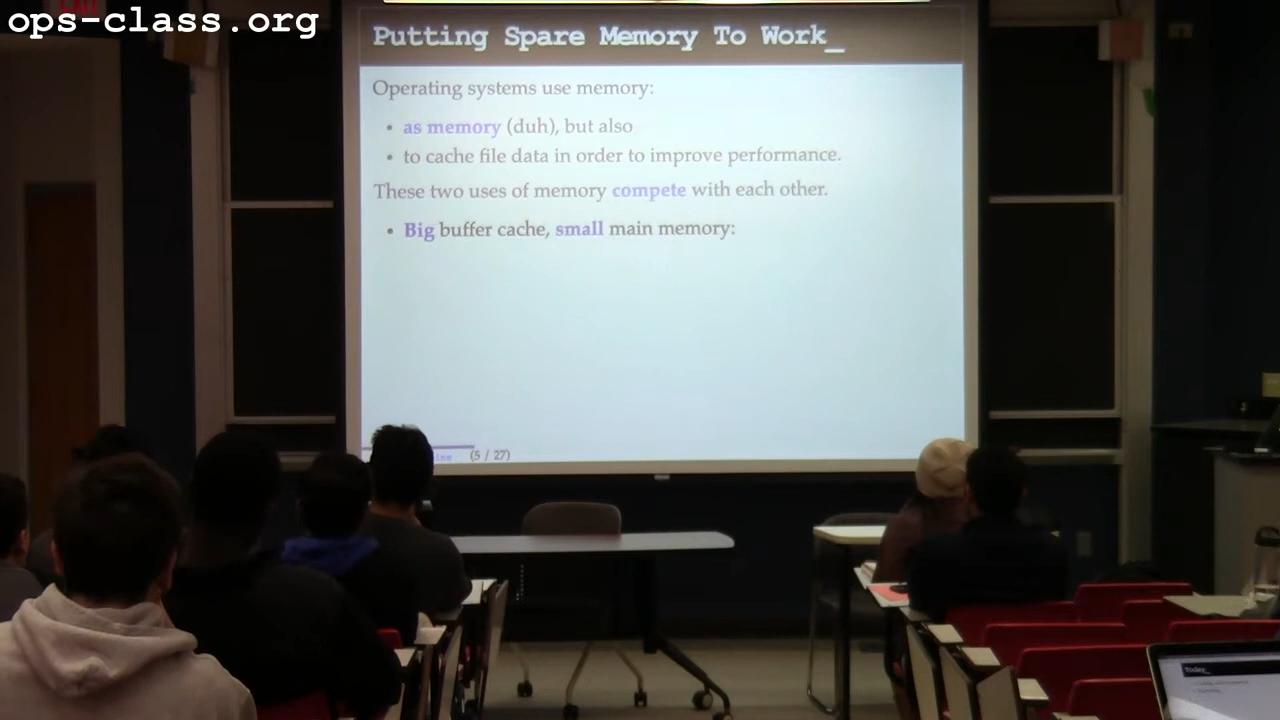 EXIT
ops-class.org
Putting Spare Memory To Work_
Operating systems use memory:
• as memory (duh), but also
• to cache file data in order to improve performance.
These two uses of memory compete with each other.
• Big buffer cache, small main memory:
(5 / 27)
Today_